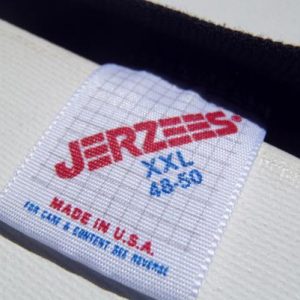 JERZEES®
XXL
48-50
MADE IN U.S.A.
FOR CARE & CONTENT SEE REVERSE